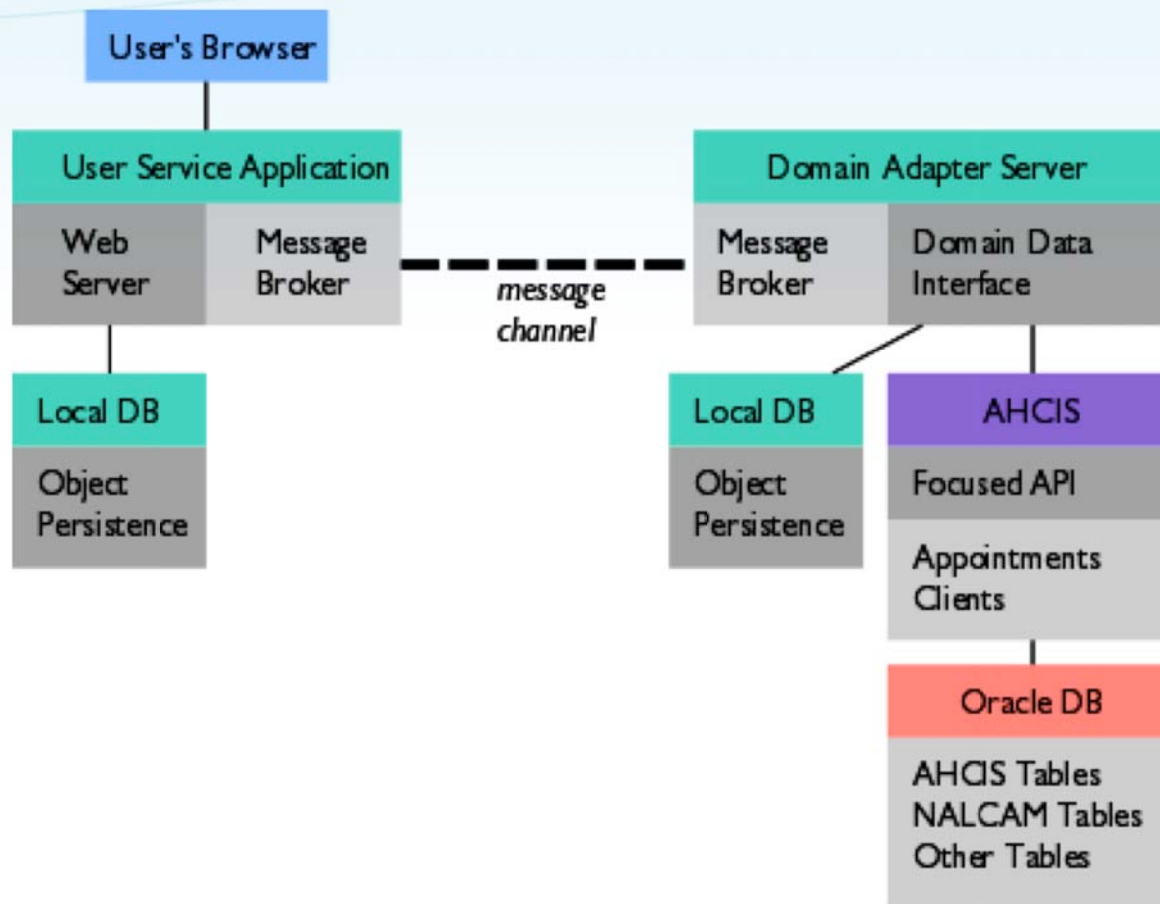 User's Browser
User Service Application
Web
Server
Message
Broker
message
channel
Domain Adapter Server
Message
Broker
Domain Data
Interface
Local DB
Object
Persistence
Local DB
Object
Persistence
AHCIS
Focused API
Appointments
Clients
Oracle DB
AHCIS Tables
NALCAM Tables
Other Tables